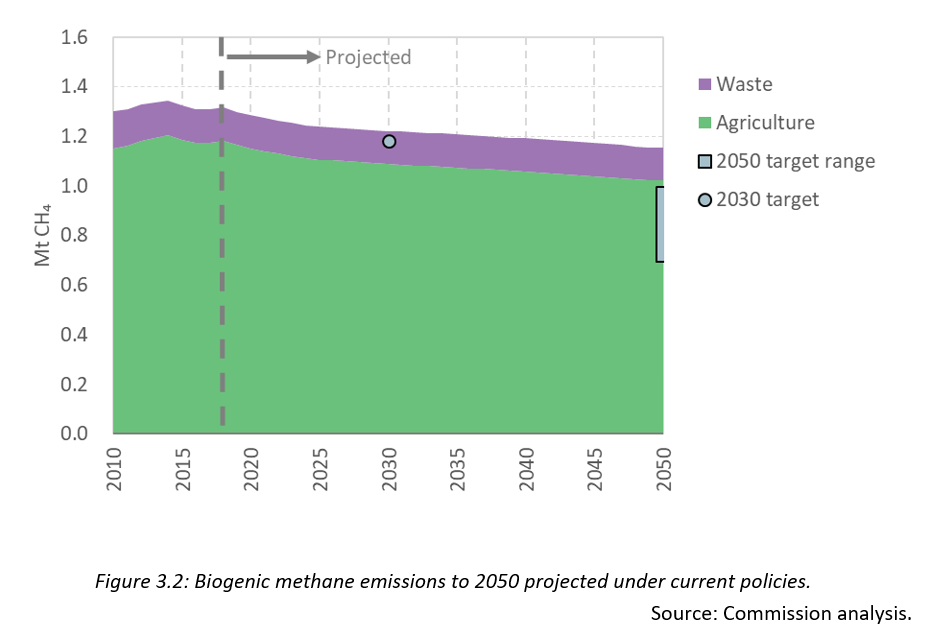 1.6
1.4
1.2
1.0
0.8
0.6
0.4
0.2
0.0
Mt CH₄
Projected
2010
2015
2020
2025
2030
2035
2040
2045
2050
Waste
Agriculture
2050 target range
2030 target
Figure 3.2: Biogenic methane emissions to 2050 projected under current policies.
Source: Commission analysis.